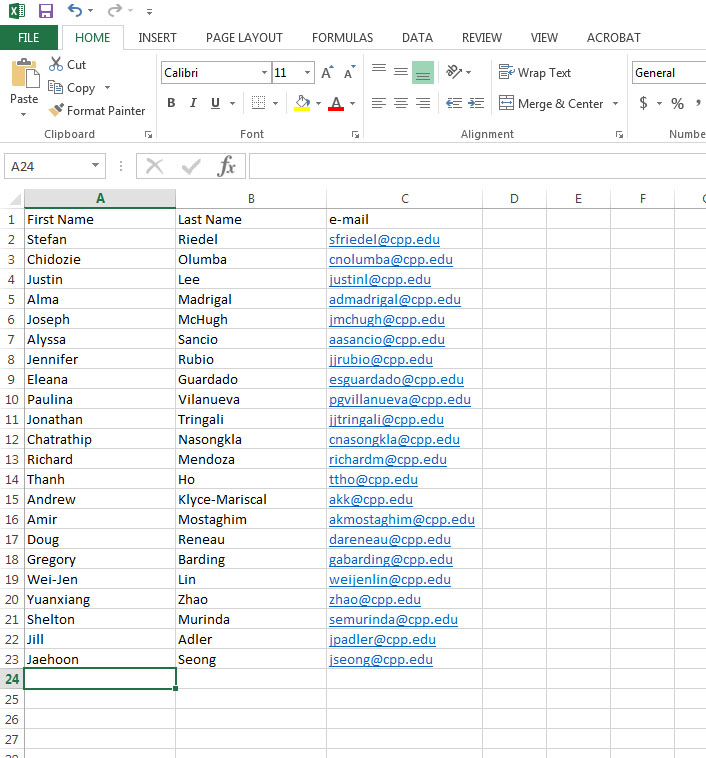 FILE HOME INSERT PAGE LAYOUT FORMULAS DATA REVIEW VIEW ACROBAT
Paste
Cut
Copy
Format Painter
Calibri 11 A A
B I U A
Wrap Text
Merge & Center
General
$ % ,
Clipboard Font Alignment Numbe
A24 fx
A B C D E F
1 First Name Last Name e-mail
2 Stefan Riedel sfriedel@cpp.edu
3 Chidozie Olumba cnolumba@cpp.edu
4 Justin Lee justinl@cpp.edu
5 Alma Madrigal admadrigal@cpp.edu
6 Joseph McHugh jmchugh@cpp.edu
7 Alyssa Sancio aasancio@cpp.edu
8 Jennifer Rubio jjrubio@cpp.edu
9 Eleana Guardado esguardado@cpp.edu
10 Paulina Vilanueva pgvillanueva@cpp.edu
11 Jonathan Tringali jjtringali@cpp.edu
12 Chatrathip Nasongkla cnasongkla@cpp.edu
13 Richard Mendoza richardm@cpp.edu
14 Thanh Ho ttho@cpp.edu
15 Andrew Klyce-Mariscal akk@cpp.edu
16 Amir Mostaghim akmostaghim@cpp.edu
17 Doug Reneau dareneau@cpp.edu
18 Gregory Barding gabarding@cpp.edu
19 Wei-Jen Lin weijenlin@cpp.edu
20 Yuanxiang Zhao zhao@cpp.edu
21 Shelton Murinda semurinda@cpp.edu
22 Jill Adler jpadler@cpp.edu
23 Jaehoon Seong jseong@cpp.edu
24
25
26
27